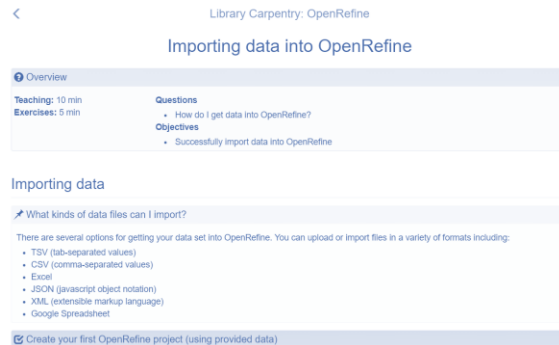 Library Carpentry: OpenRefine
Importing data into OpenRefine
Overview
Teaching: 10 min
Exercises: 5 min
Questions
How do I get data into OpenRefine?
Objectives
Successfully import data into OpenRefine
Importing data
What kinds of data files can I import?
There are several options for getting your data set into OpenRefine. You can upload or import files in a variety of formats including:
TSV (tab-separated values)
CSV (comma-separated values)
Excel
JSON (javascript object notation)
XML (extensible markup language)
Google Spreadsheet
Create your first OpenRefine project (using provided data)